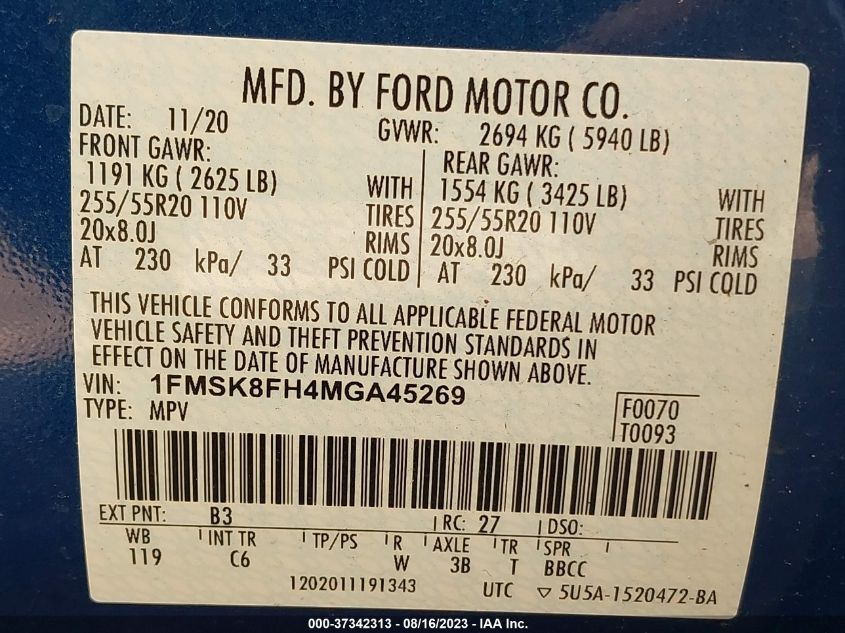 MFD. BY FORD MOTOR CO.
DATE: 11/20 GVWR: 2694 KG ( 5940 LB)
FRONT GAWR: REAR GAWR:
1191 KG ( 2625 LB) WITH 1554 KG ( 3425 LB) WITH
255/55R20 110V TIRES 255/55R20 110V TIRES
20x8.0J RIMS 20x8.0J RIMS
AT 230 kPa/ 33 PSI COLD AT 230 kPa/ 33 PSI COLD
THIS VEHICLE CONFORMS TO ALL APPLICABLE FEDERAL MOTOR
VEHICLE SAFETY AND THEFT PREVENTION STANDARDS IN
EFFECT ON THE DATE OF MANUFACTURE SHOWN ABOVE.
VIN: 1FMSK8FH4MGA45269
TYPE: MPV F0070
T0093
EXT PNT: B3 RC: 27 DSO:
WB INT TR TP/PS R AXLE TR SPR
119 C6 W 3B T BBCC
1202011191343 UTC ▽ 5U5A-1520472-BA
000-37342313 - 08/16/2023 - IAA Inc.